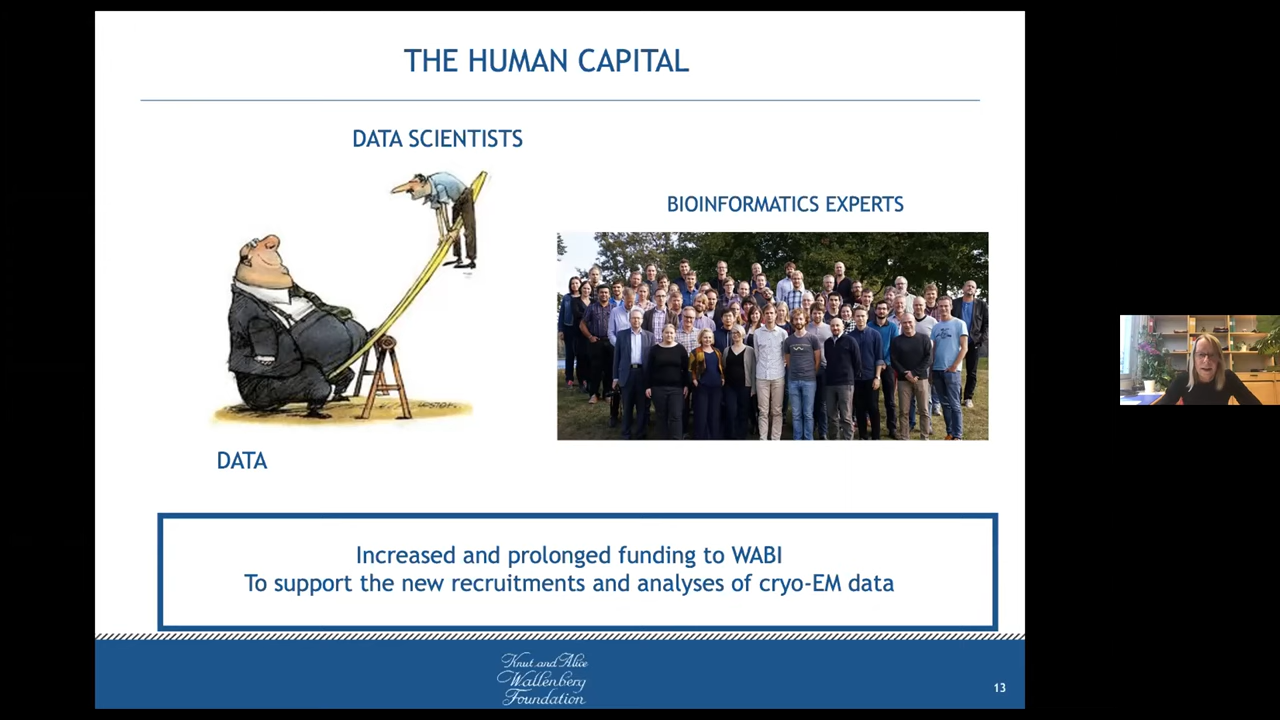 THE HUMAN CAPITAL
DATA SCIENTISTS
BIOINFORMATICS EXPERTS
DATA
Increased and prolonged funding to WABI
To support the new recruitments and analyses of cryo-EM data
Knut and Alice
Wallenberg
Foundation
13